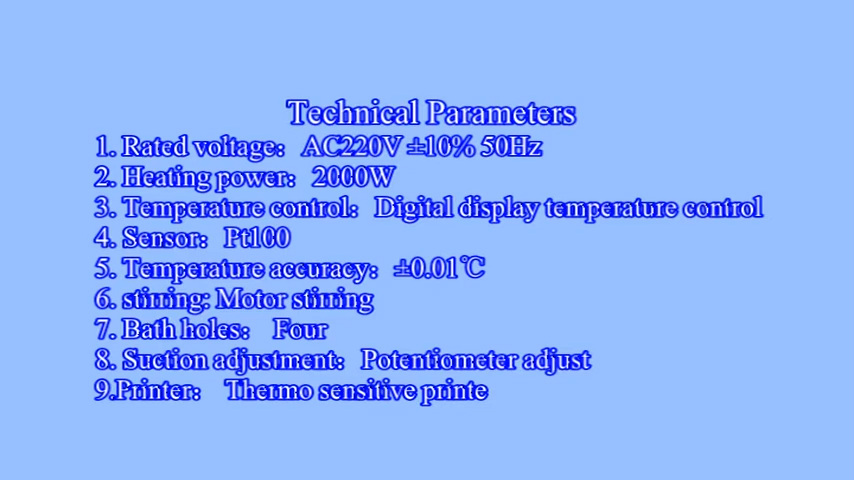 Technical Parameters
1. Rated voltage： AC220V ±10% 50Hz
2. Heating power： 2000W
3. Temperature control： Digital display temperature control
4. Sensor： Pt100
5. Temperature accuracy： ±0.01℃
6. stirring: Motor stirring
7. Bath holes： Four
8. Suction adjustment： Potentiometer adjust
9.Printer： Thermo sensitive printe